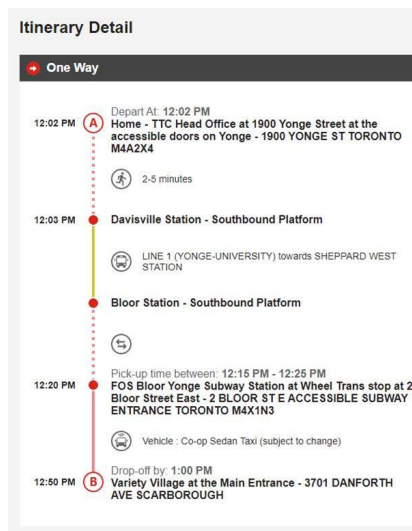 Itinerary Detail
One Way
Depart At: 12:02 PM
12:02 PM
A
Home - TTC Head Office at 1900 Yonge Street at the
accessible doors on Yonge - 1900 YONGE ST TORONTO
M4A2X4
2-5 minutes
12:03 PM
Davisville Station - Southbound Platform
LINE 1 (YONGE-UNIVERSITY) towards SHEPPARD WEST
STATION
Bloor Station - Southbound Platform
Pick-up time between: 12:15 PM - 12:25 PM
12:20 PM
FOS Bloor Yonge Subway Station at Wheel Trans stop at 2
Bloor Street East - 2 BLOOR ST E ACCESSIBLE SUBWAY
ENTRANCE TORONTO M4X1N3
Vehicle : Co-op Sedan Taxi (subject to change)
Drop-off by: 1:00 PM
12:50 PM
B
Variety Village at the Main Entrance - 3701 DANFORTH
AVE SCARBOROUGH